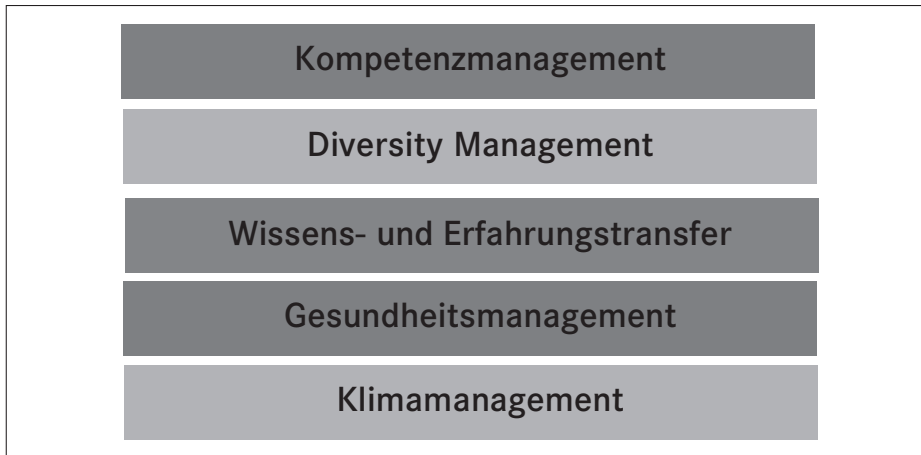 Kompetenzmanagement
Diversity Management
Wissens- und Erfahrungstransfer
Gesundheitsmanagement
Klimamanagement